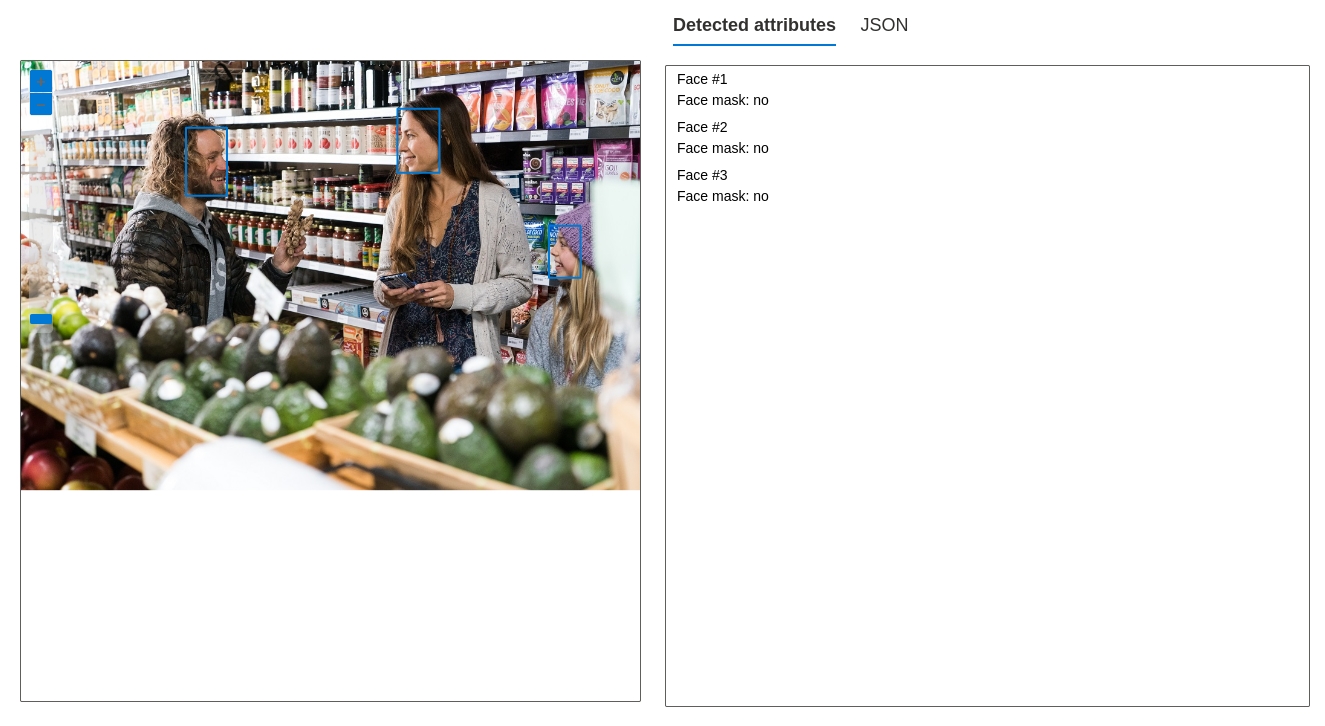 Detected attributes JSON
Face #1
Face mask: no
Face #2
Face mask: no
Face #3
Face mask: no